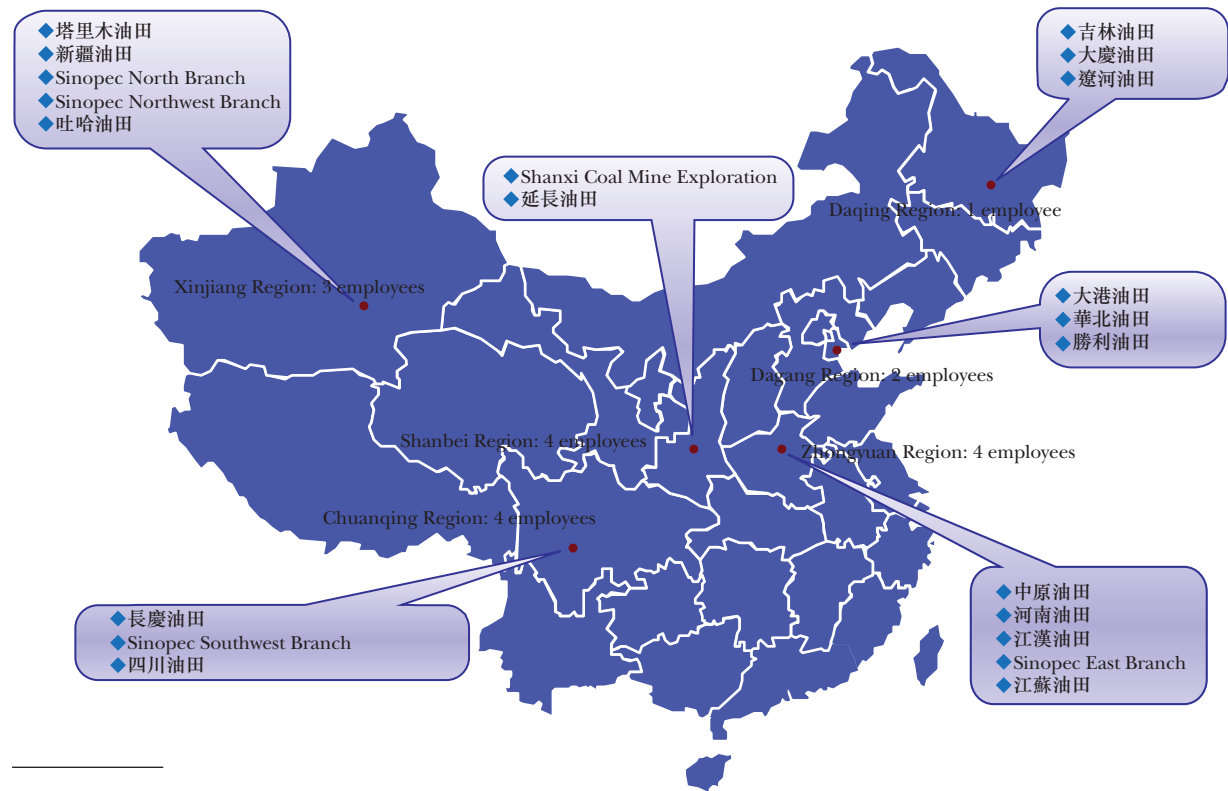 塔里木油田
新疆油田
Sinopec North Branch
Sinopec Northwest Branch
吐哈油田
吉林油田
大慶油田
遼河油田
Shanxi Coal Mine Exploration
延長油田
Daqing Region: 1 employee
Xinjiang Region: 3 employees
大港油田
華北油田
勝利油田
Dagang Region: 2 employees
Shanbei Region: 4 employees
Zhongyuan Region: 4 employees
Chuanqing Region: 4 employees
長慶油田
Sinopec Southwest Branch
四川油田
中原油田
河南油田
江漢油田
Sinopec East Branch
江蘇油田